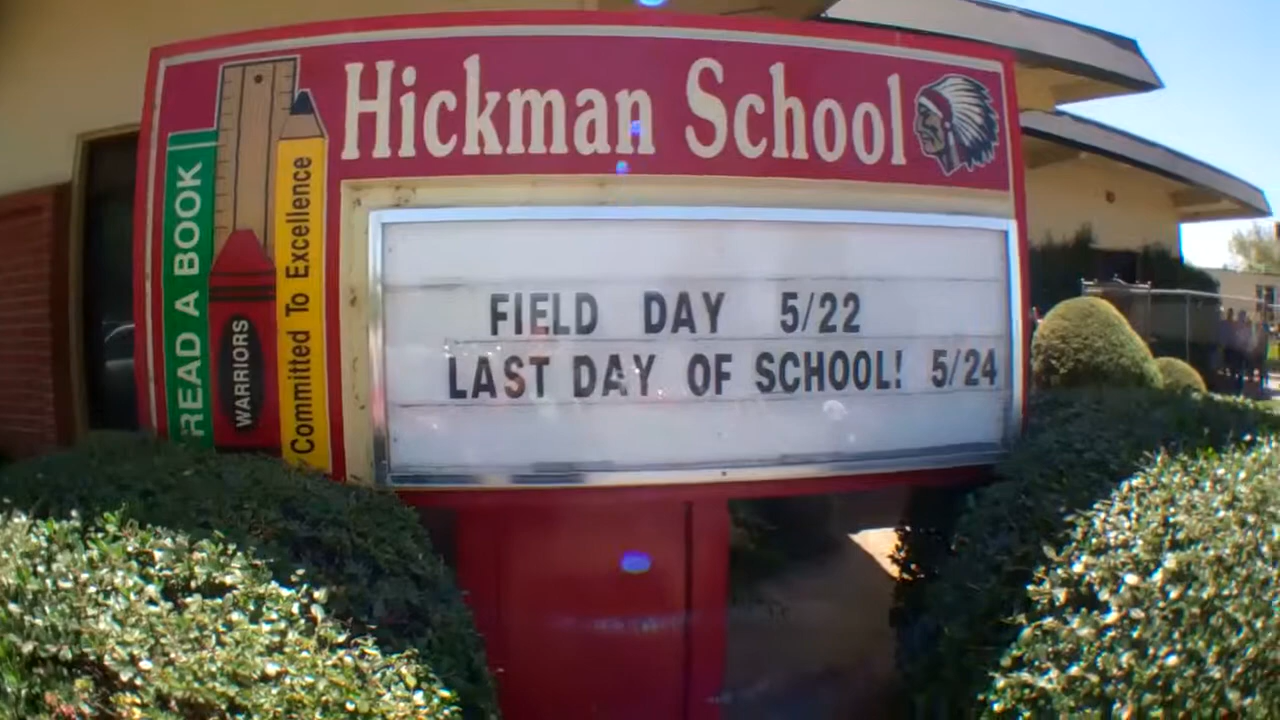 Hickman School
READ A BOOK
WARRIORS
Committed To Excellence
FIELD DAY 5/22
LAST DAY OF SCHOOL! 5/24